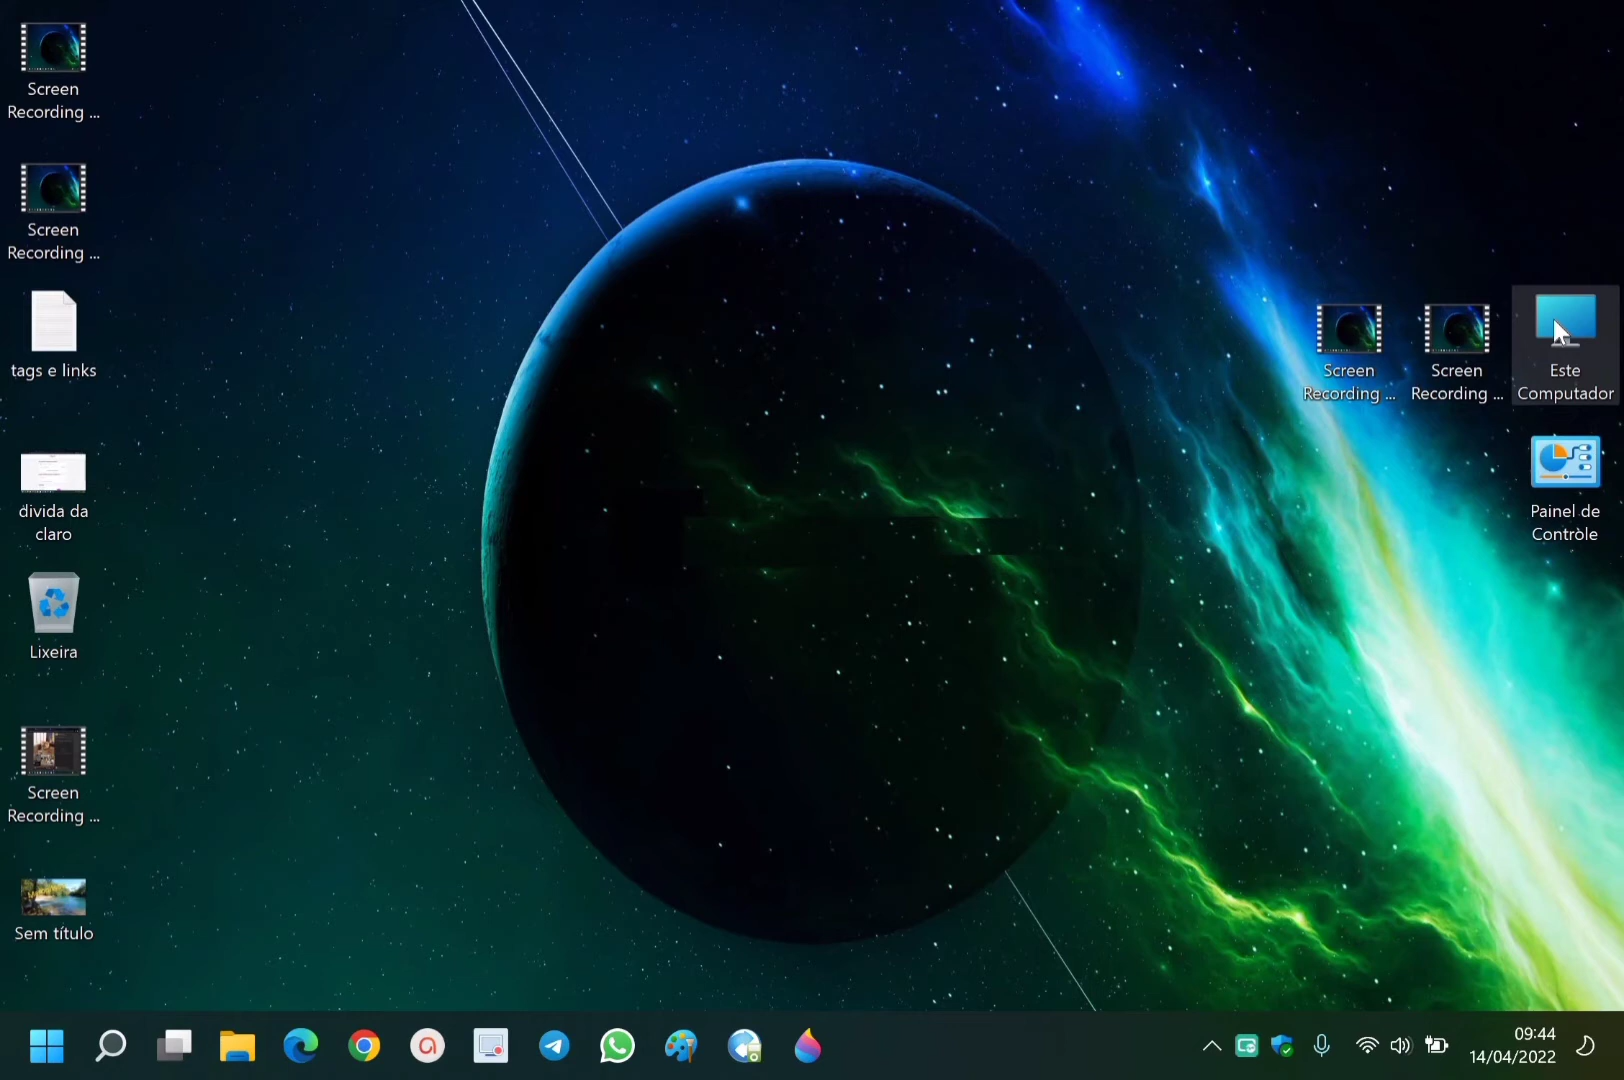 Screen
Recording ...
Screen
Recording ...
tags e links
divida da
claro
Lixeira
Screen
Recording ...
Sem título
Screen
Recording ...
Screen
Recording ...
Este
Computador
Painel de
Controle
09:44
14/04/2022